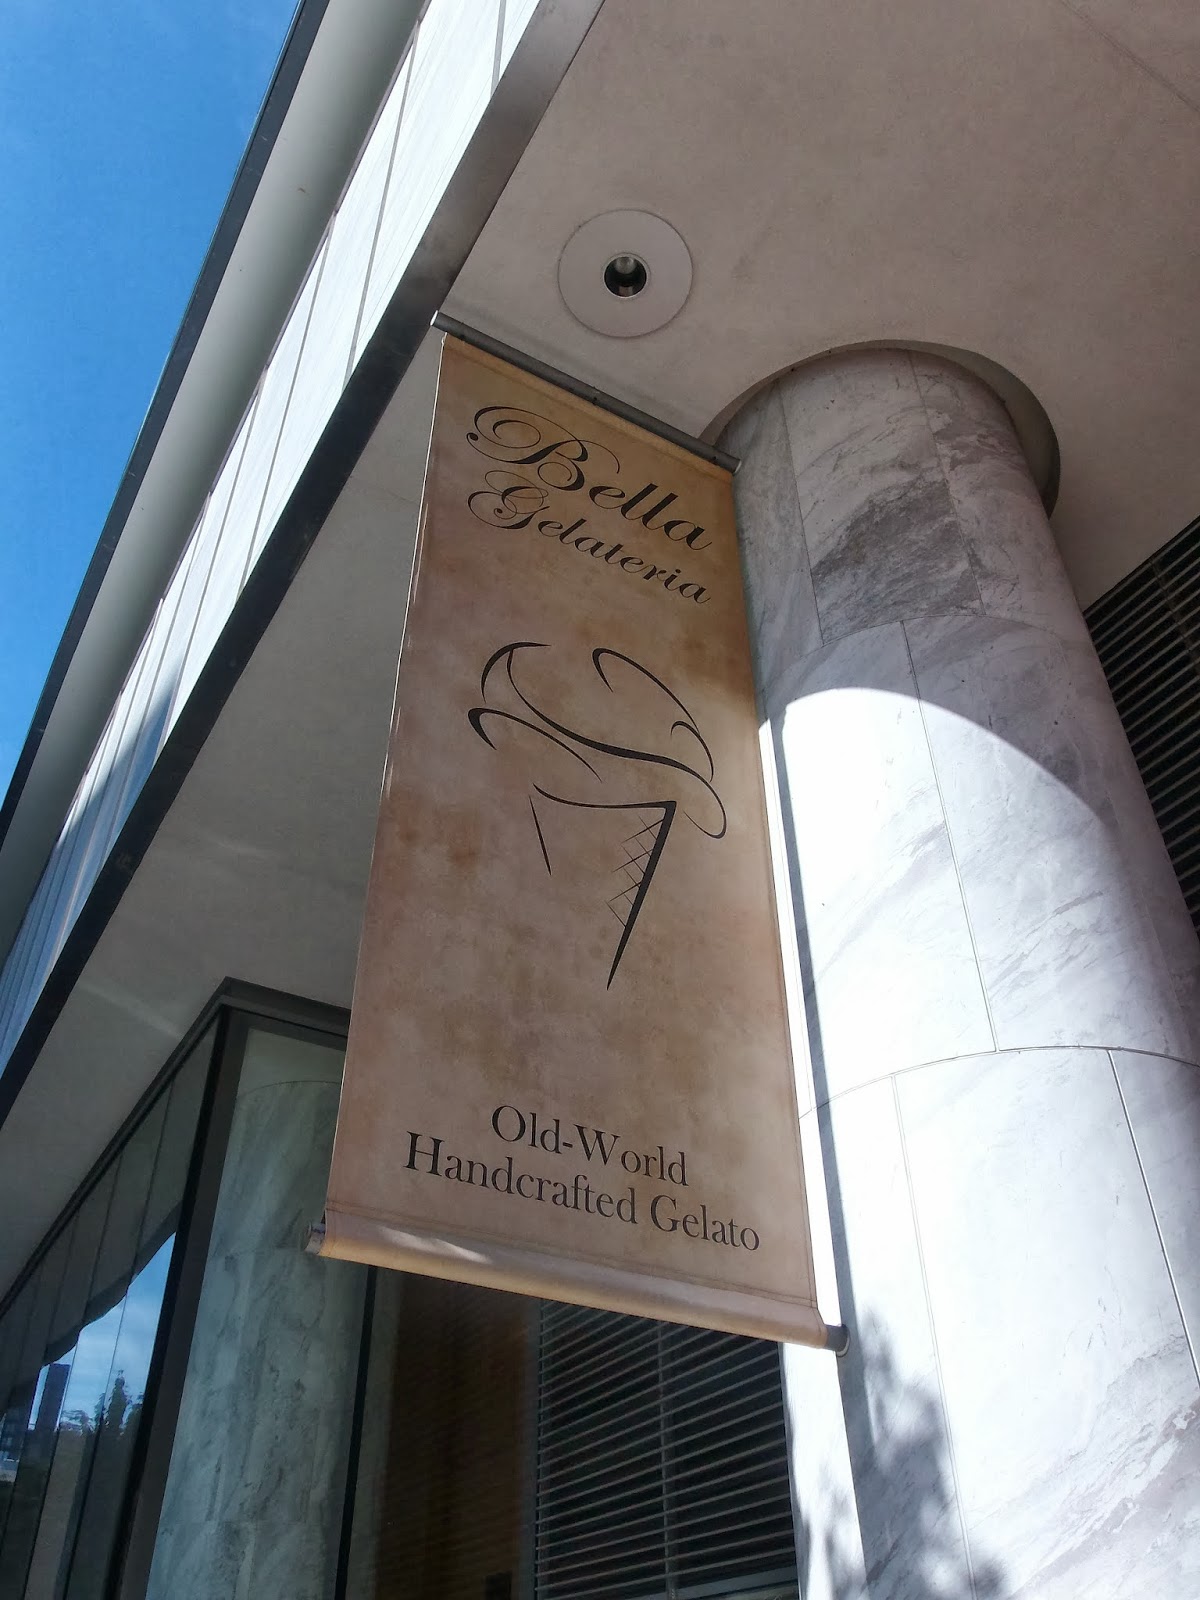 Bella
Gelateria
Old-World
Handcrafted Gelato